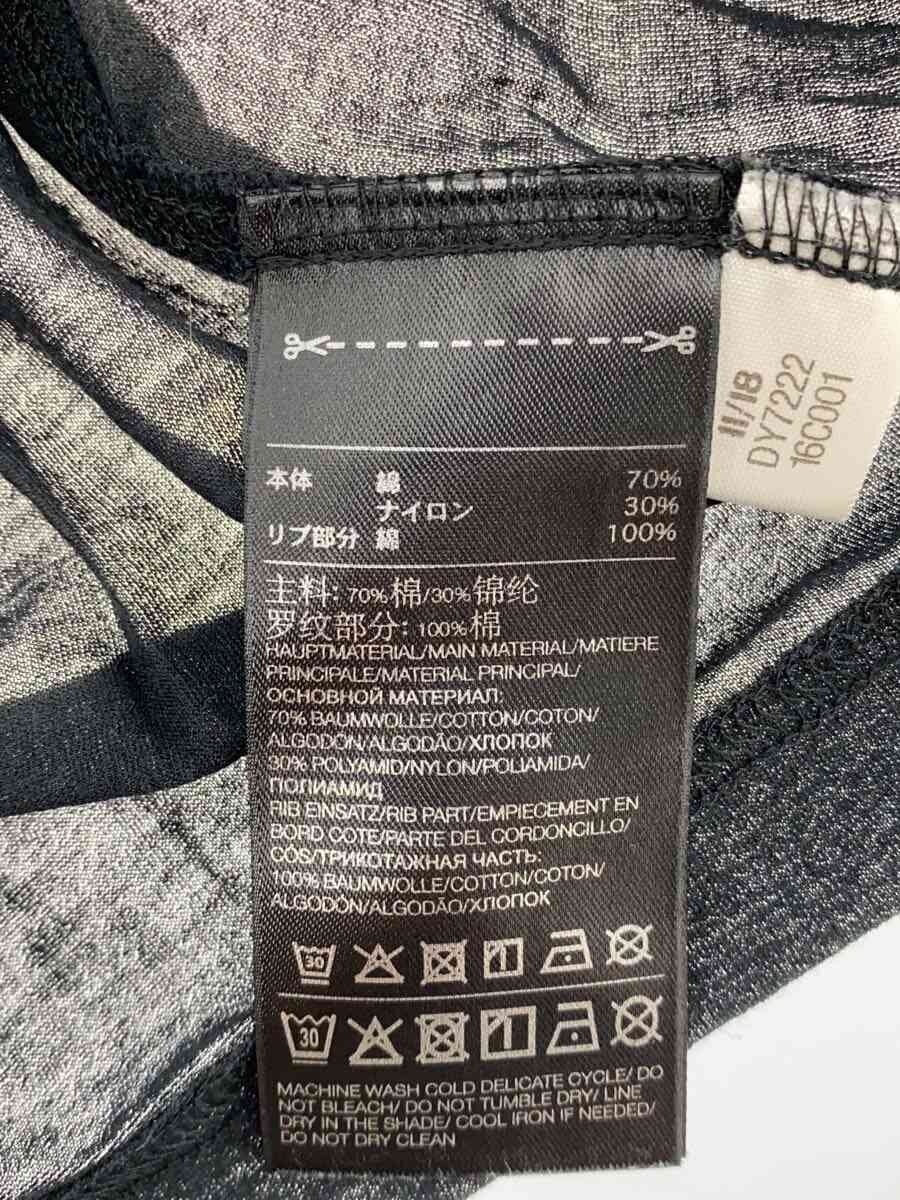 11/18
DY7222
16C001
本体 綿 70%
ナイロン 30%
リブ部分 綿 100%
主料: 70%棉/30%锦纶
罗纹部分: 100%棉
HAUPTMATERIAL/MAIN MATERIAL/MATIERE
PRINCIPALE/MATERIAL PRINCIPAL/
ОСНОВНОЙ МАТЕРИАЛ:
70% BAUMWOLLE/COTTON/COTON/
ALGODÓN/ALGODÃO/ХЛОПОК
30% POLYAMID/NYLON/POLIAMIDA/
ПОЛИАМИД
RIB EINSATZ/RIB PART/EMPIECEMENT EN
BORD COTE/PARTE DEL CORDONCILLO/
CÓS/ТРИКОТАЖНАЯ ЧАСТЬ:
100% BAUMWOLLE/COTTON/COTON/
ALGODÓN/ALGODÃO/ХЛОПОК
30
30
MACHINE WASH COLD DELICATE CYCLE/ DO
NOT BLEACH/ DO NOT TUMBLE DRY/ LINE
DRY IN THE SHADE/ COOL IRON IF NEEDED/
DO NOT DRY CLEAN